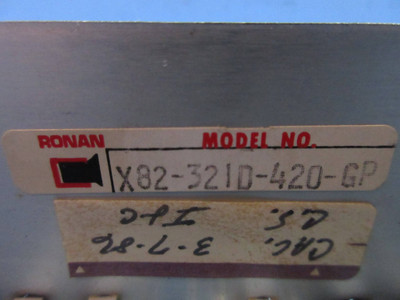 RONAN MODEL NO.
X82-321D-420-GP
CAL. 3-7-86
C.S. I&C